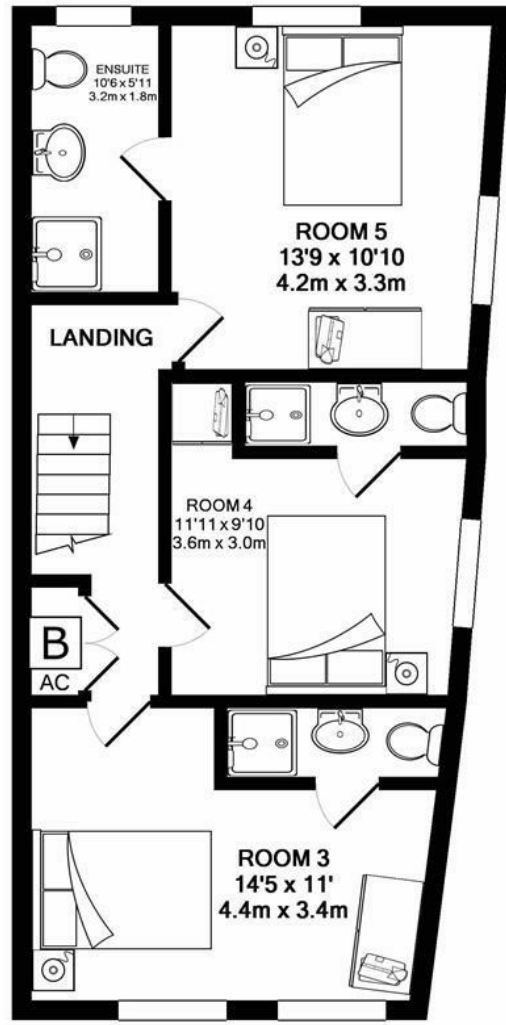 ENSUITE
10'6 x 5'11
3.2m x 1.8m
ROOM 5
13'9 x 10'10
4.2m x 3.3m
LANDING
ROOM 4
11'11 x 9'10
3.6m x 3.0m
B
AC
ROOM 3
14'5 x 11'
4.4m x 3.4m